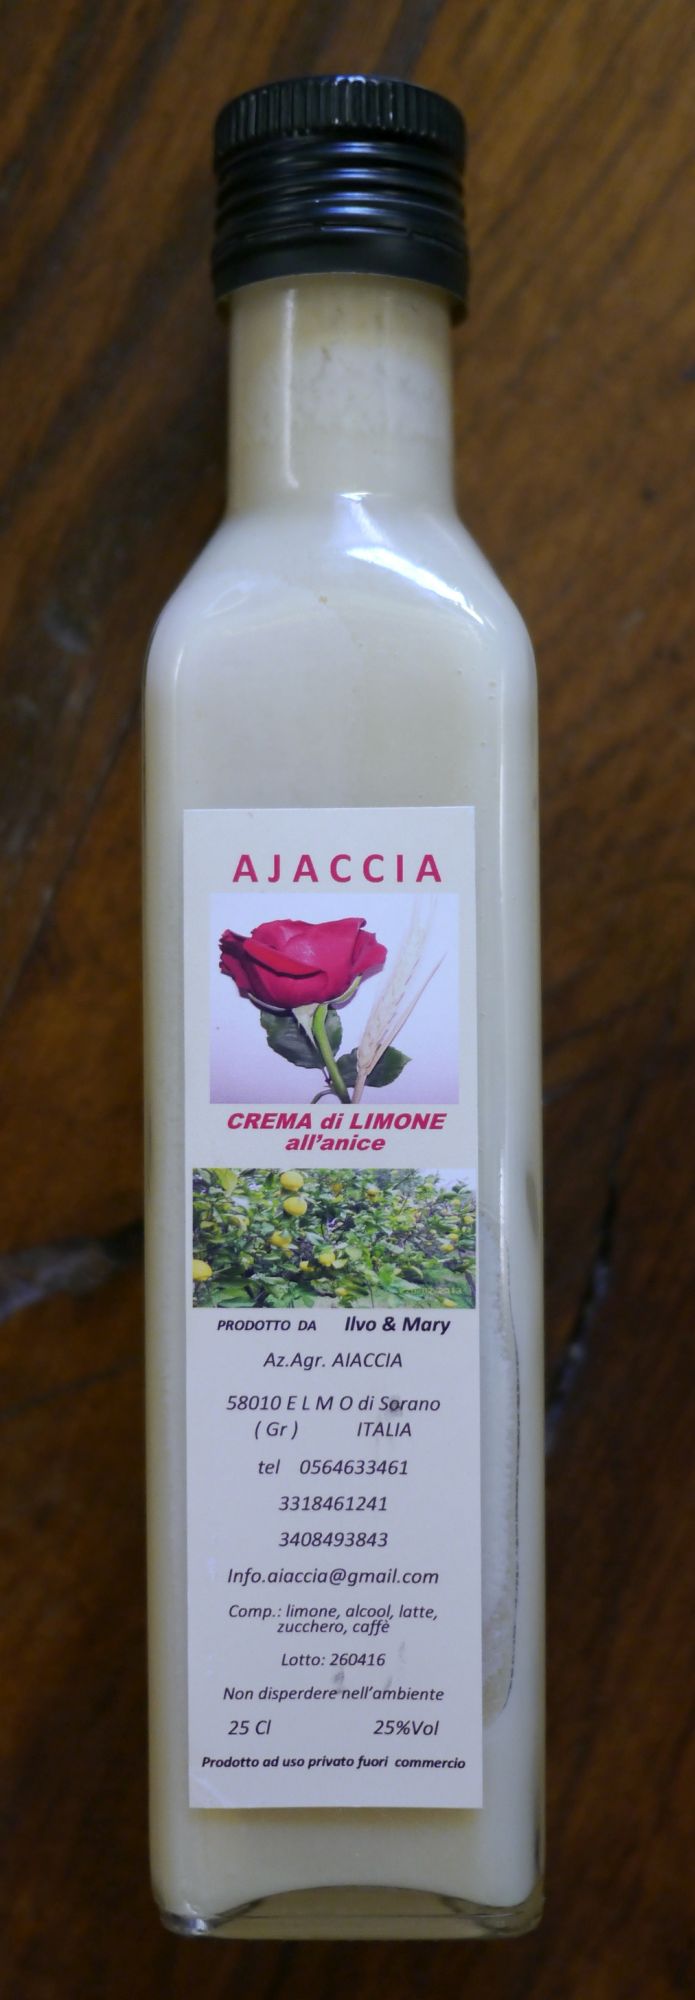 AJACCIA
CREMA di LIMONE
all'anice
PRODOTTO DA Ilvo & Mary
Az.Agr. AIACCIA
58010 E L M O di Sorano
( Gr ) ITALIA
tel 0564633461
3318461241
3408493843
Info.aiaccia@gmail.com
Comp.: limone, alcool, latte,
zucchero, caffè
Lotto: 260416
Non disperdere nell'ambiente
25 Cl 25%Vol
Prodotto ad uso privato fuori commercio